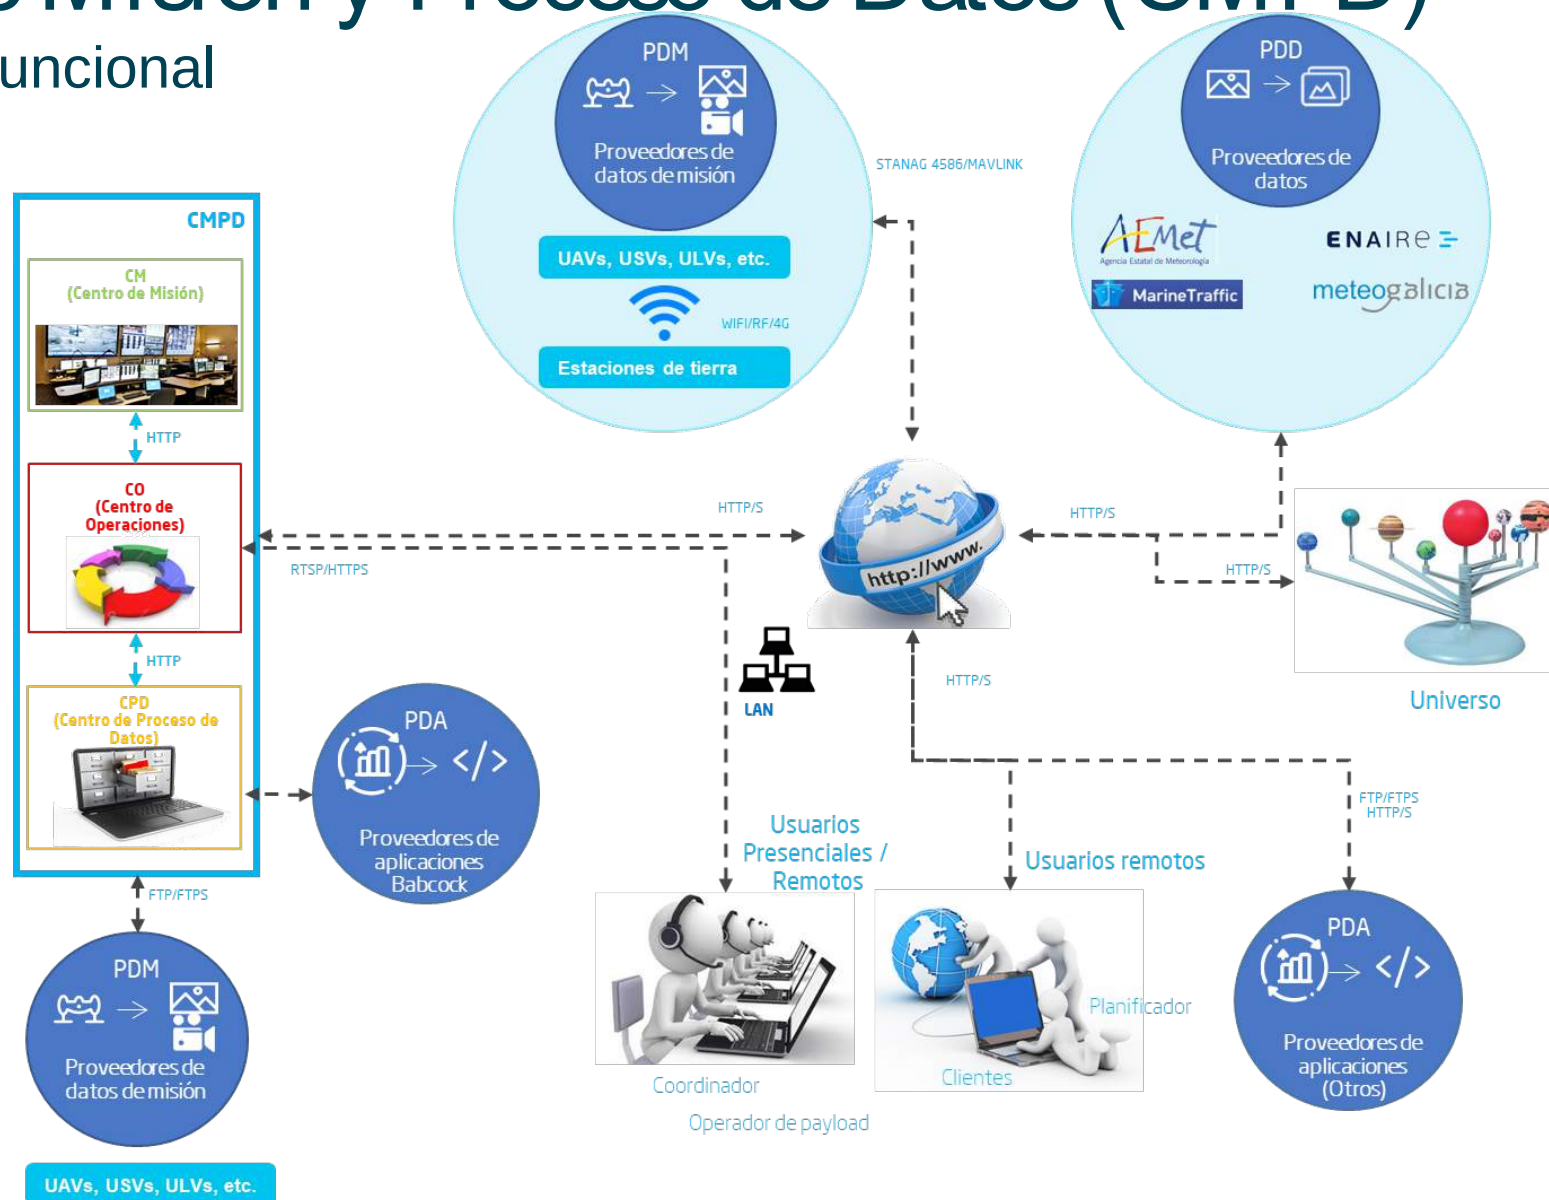 Misión y Proceso de Datos (CMPD)
uncional
PDM
Proveedores de
datos de misión
UAVs, USVs, ULVs, etc.
WIFI/RF/4G
Estaciones de tierra
STANAG 4586/MAVLINK
PDD
Proveedores de
datos
AEMet
Agencia Estatal de Meteorología
ENAIRE
MarineTraffic
meteogalicia
CMPD
CM
(Centro de Misión)
HTTP
CO
(Centro de
Operaciones)
HTTP
CPD
(Centro de Proceso de
Datos)
FTP/FTPS
PDM
Proveedores de
datos de misión
UAVs, USVs, ULVs, etc.
PDA
</>
Proveedores de
aplicaciones
Babcock
HTTP/S
RTSP/HTTPS
http://www.
LAN
HTTP/S
HTTP/S
HTTP/S
Universo
Usuarios
Presenciales /
Remotos
Coordinador
Operador de payload
Usuarios remotos
Planificador
Clientes
FTP/FTPS
HTTP/S
PDA
</>
Proveedores de
aplicaciones
(Otros)